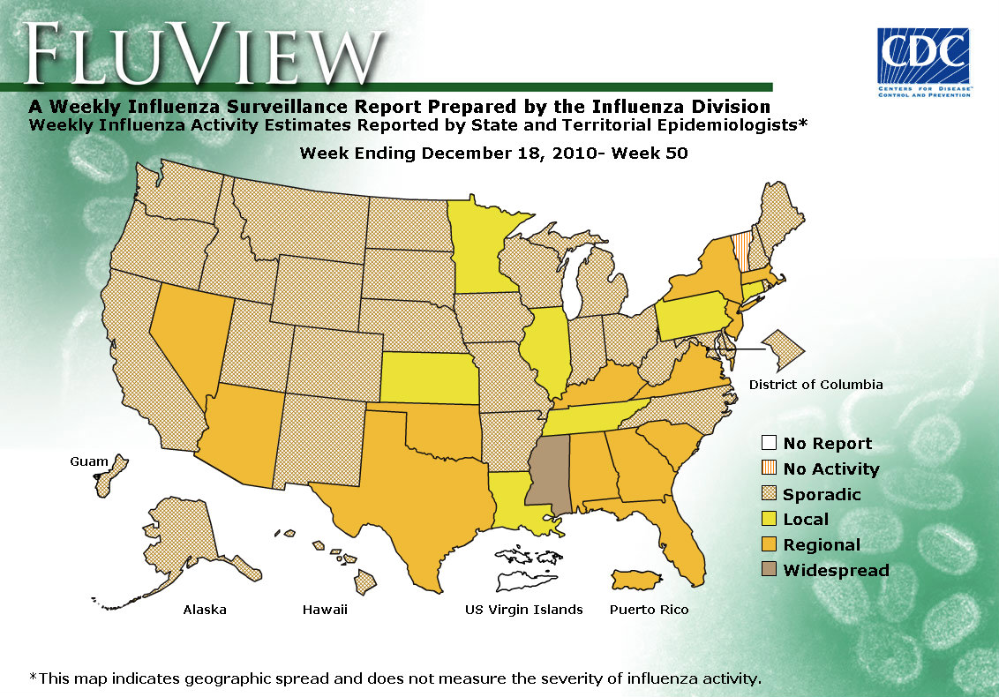 FLUVIEW
CDC
CENTERS FOR DISEASE™
CONTROL AND PREVENTION
A Weekly Influenza Surveillance Report Prepared by the Influenza Division
Weekly Influenza Activity Estimates Reported by State and Territorial Epidemiologists*
Week Ending December 18, 2010- Week 50
District of Columbia
No Report
Guam
No Activity
Sporadic
Local
Regional
Widespread
Alaska
Hawaii
US Virgin Islands
Puerto Rico
*This map indicates geographic spread and does not measure the severity of influenza activity.